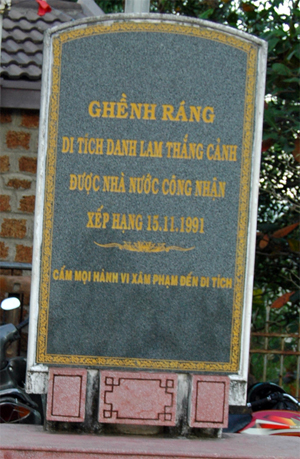 GHỀNH RÁNG
DI TÍCH DANH LAM THẮNG CẢNH
ĐƯỢC NHÀ NƯỚC CÔNG NHẬN
XẾP HẠNG 15.11.1991
CẤM MỌI HÀNH VI XÂM PHẠM ĐẾN DI TÍCH